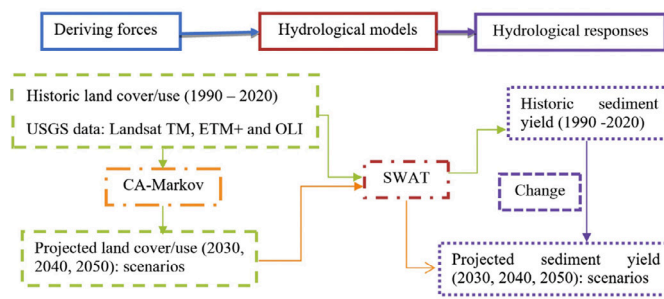 Deriving forces
Hydrological models
Hydrological responses
Historic land cover/use (1990 – 2020)
USGS data: Landsat TM, ETM+ and OLI
CA-Markov
Projected land cover/use (2030,
2040, 2050): scenarios
SWAT
Historic sediment
yield (1990 -2020)
Change
Projected sediment yield
(2030, 2040, 2050): scenarios